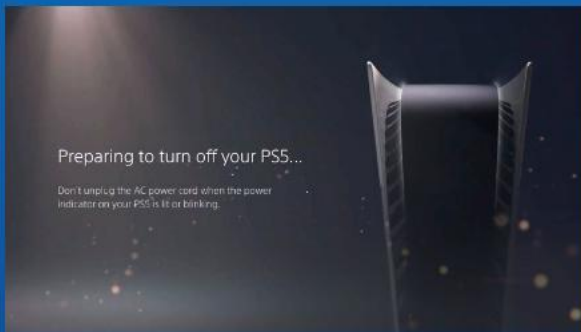 Preparing to turn off your PS5...
Don't unplug the AC power cord when the power
indicator on your PS5 is lit or blinking.